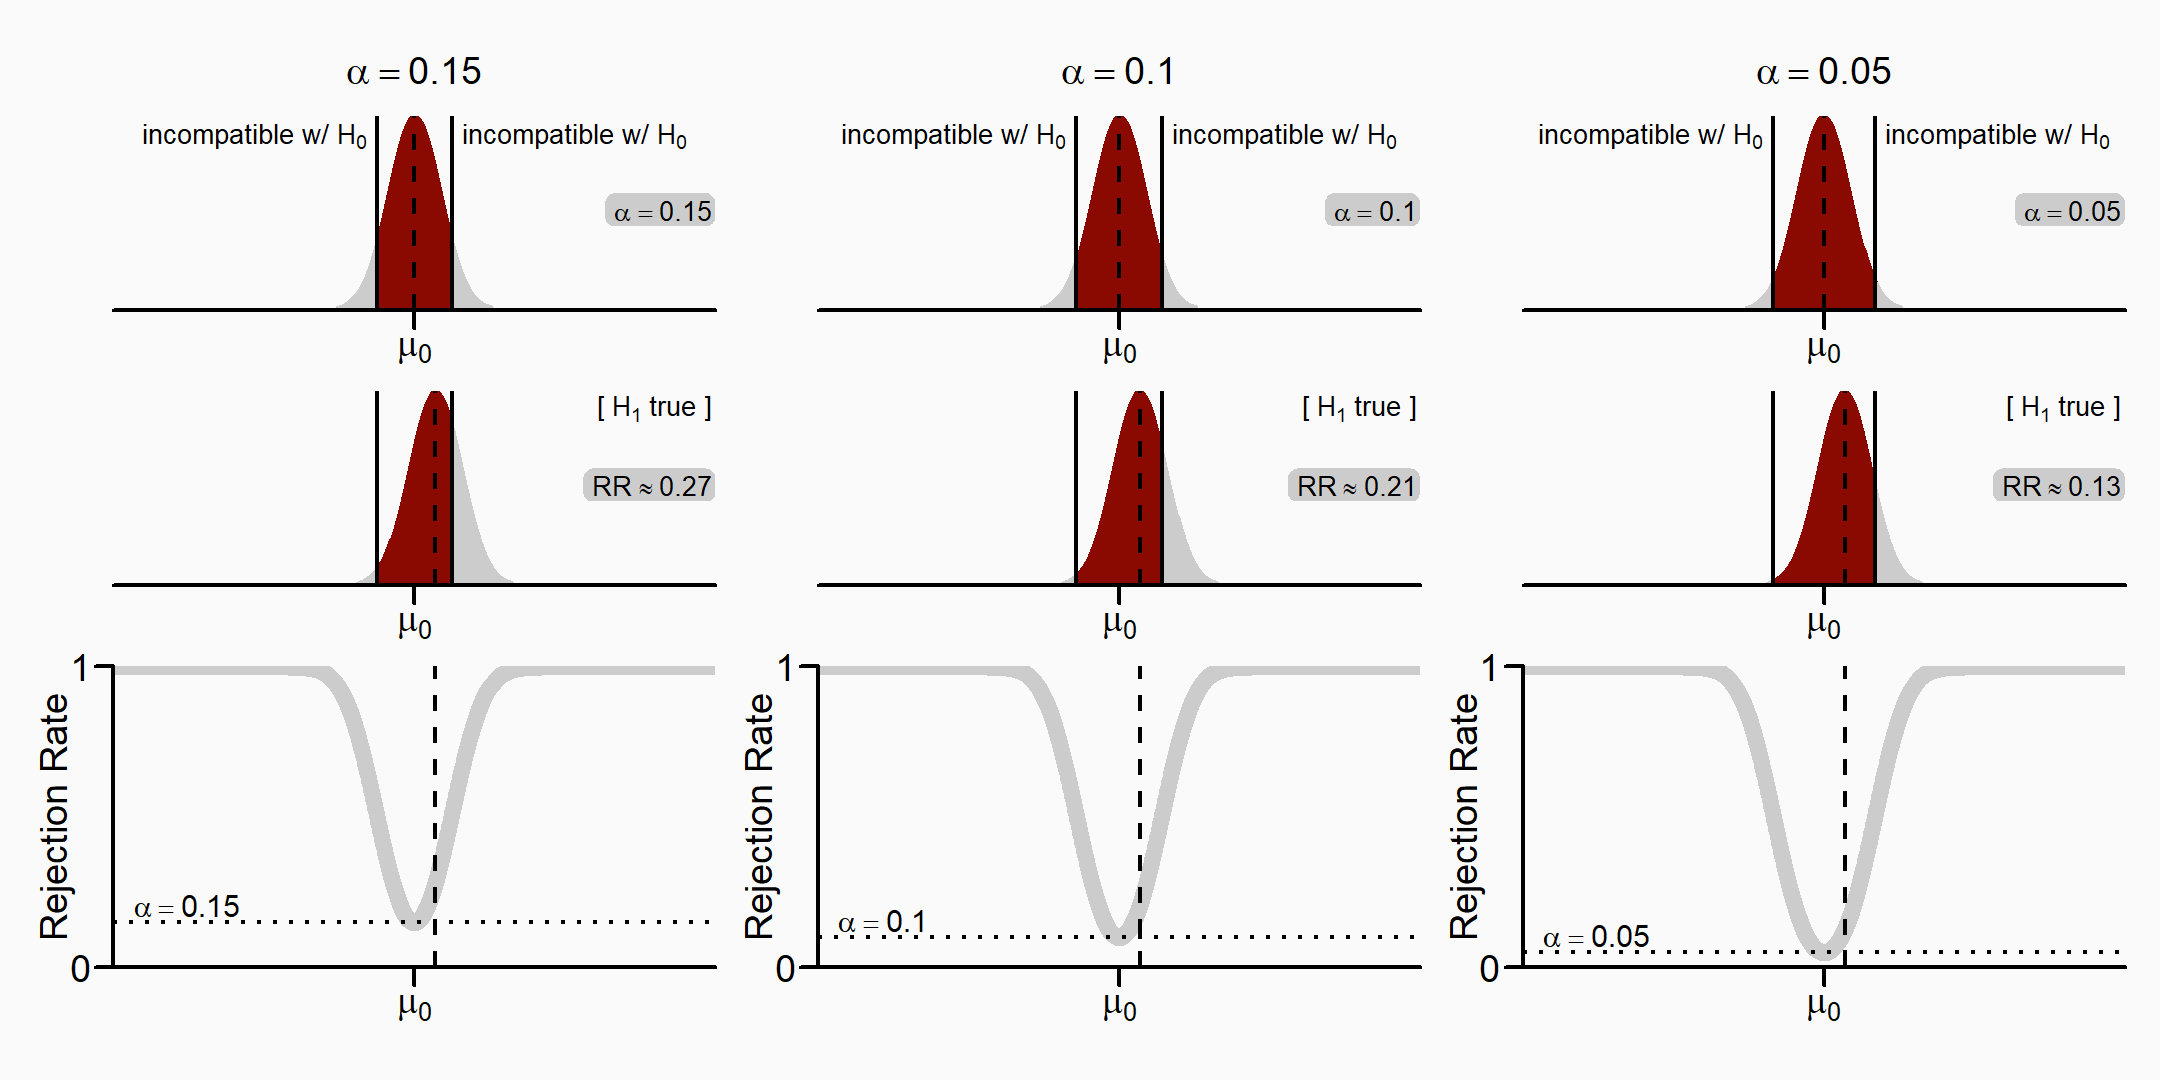 α = 0.15
incompatible w/ H₀ incompatible w/ H₀
α = 0.15
μ₀
[ H₁ true ]
RR ≈ 0.27
μ₀
1
Rejection Rate
α = 0.15
0
μ₀
α = 0.1
incompatible w/ H₀ incompatible w/ H₀
α = 0.1
μ₀
[ H₁ true ]
RR ≈ 0.21
μ₀
1
Rejection Rate
α = 0.1
0
μ₀
α = 0.05
incompatible w/ H₀ incompatible w/ H₀
α = 0.05
μ₀
[ H₁ true ]
RR ≈ 0.13
μ₀
1
Rejection Rate
α = 0.05
0
μ₀